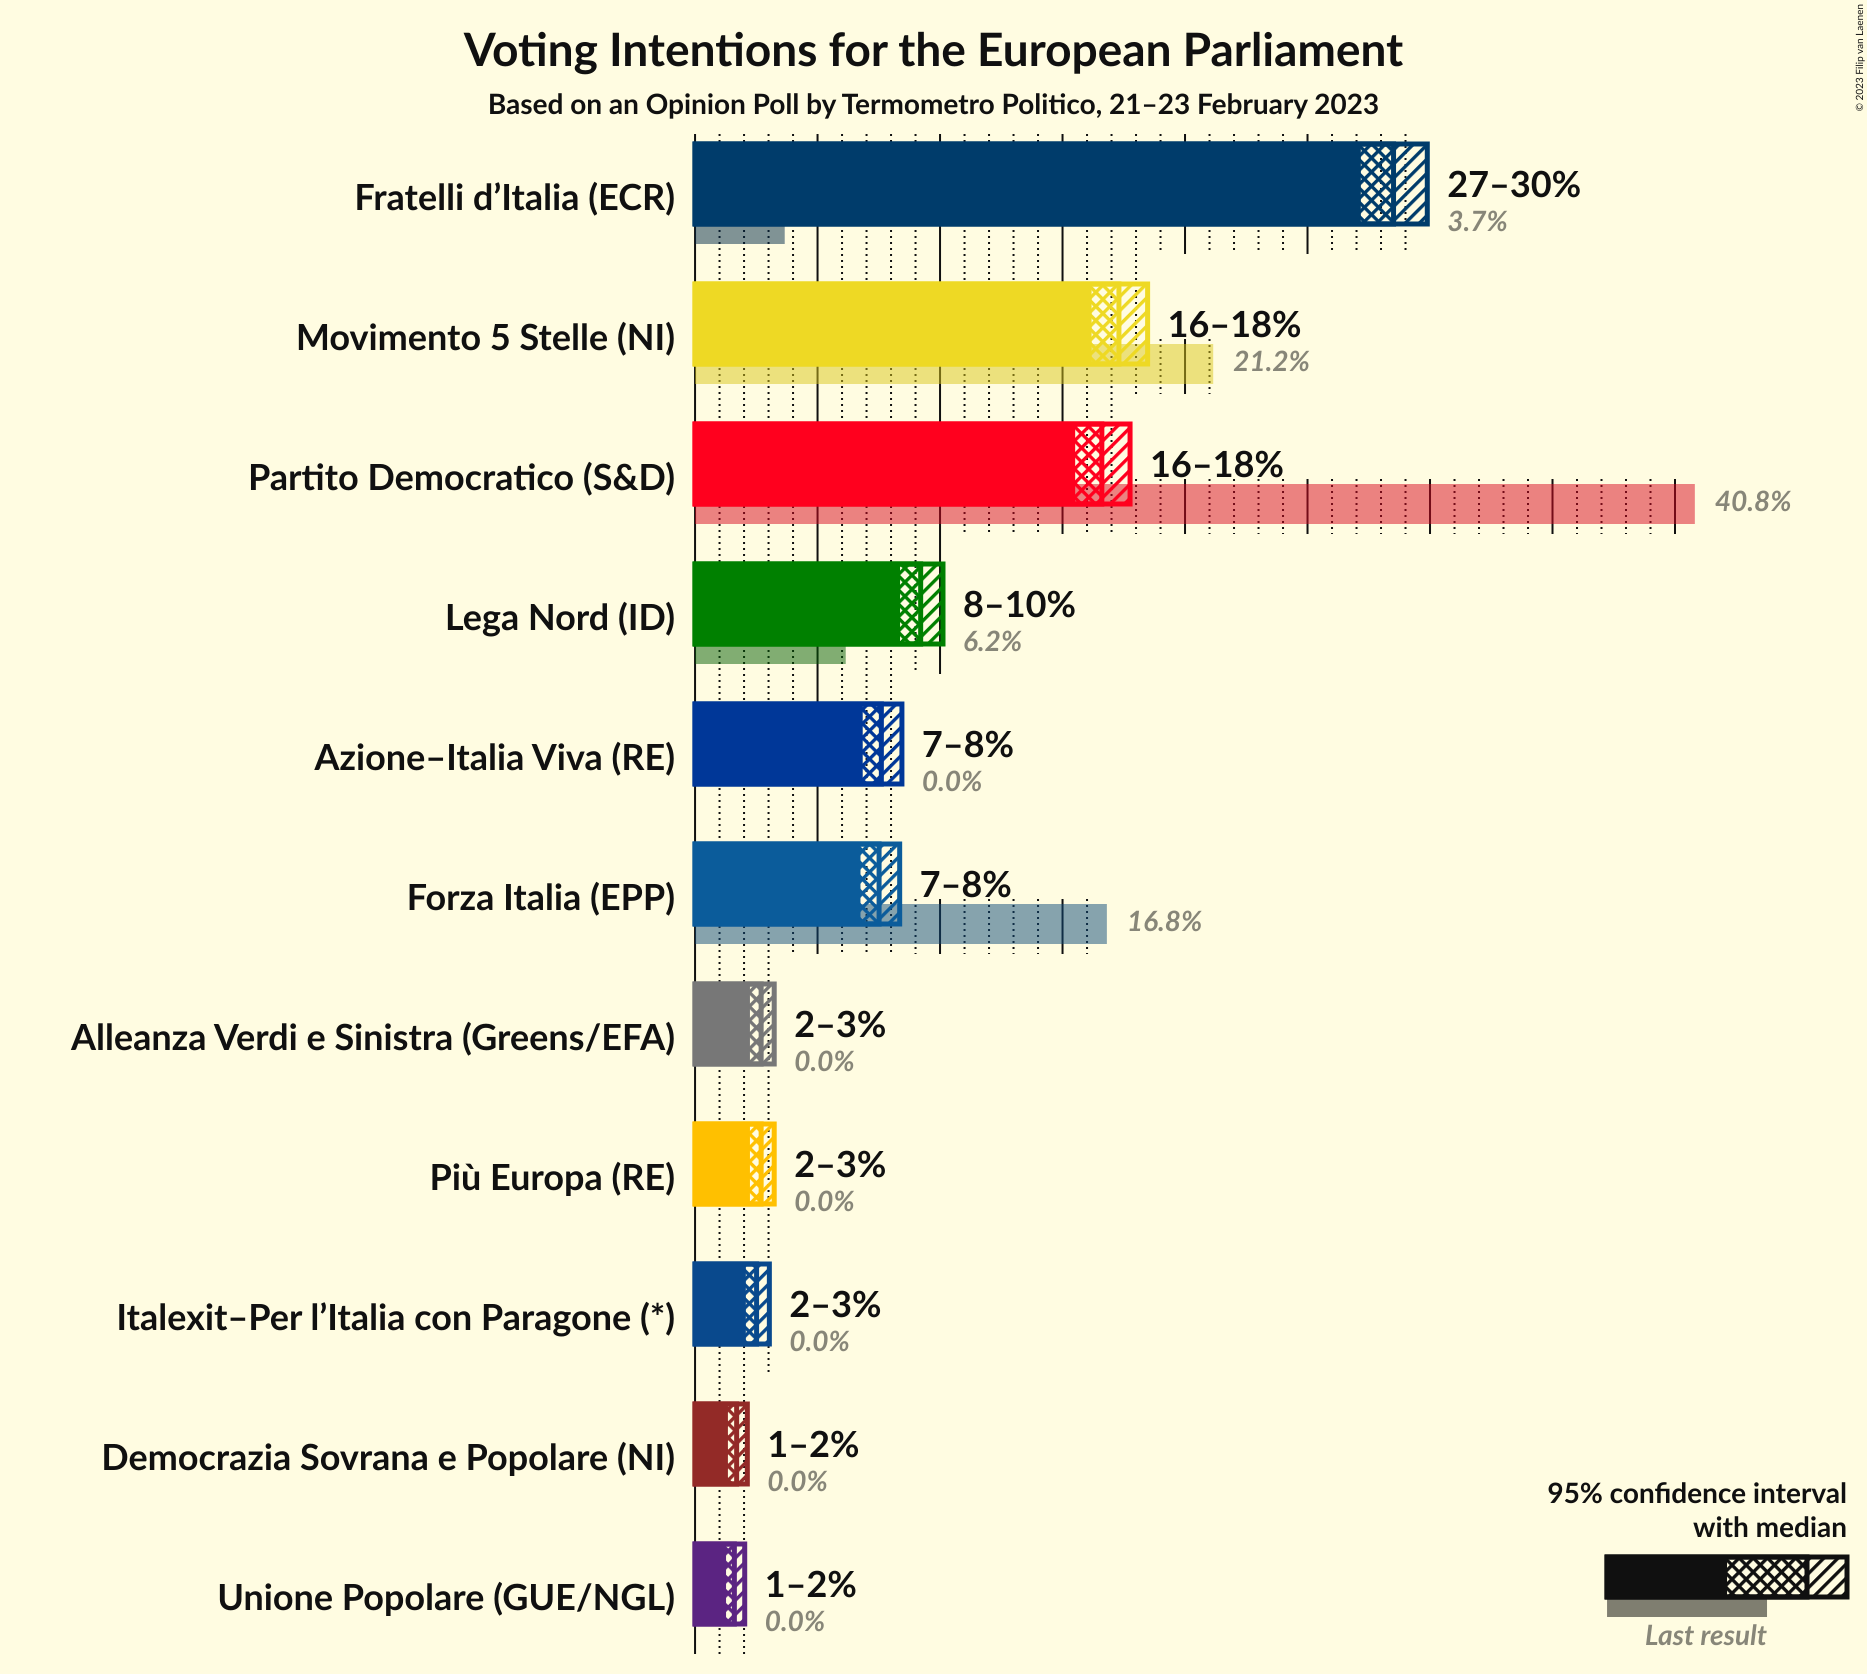 Voting Intentions for the European Parliament
Based on an Opinion Poll by Termometro Politico, 21–23 February 2023
© 2023 Filip van Laenen
Fratelli d’Italia (ECR)
27–30%
3.7%
Movimento 5 Stelle (NI)
16–18%
21.2%
Partito Democratico (S&D)
16–18%
40.8%
Lega Nord (ID)
8–10%
6.2%
Azione–Italia Viva (RE)
7–8%
0.0%
Forza Italia (EPP)
7–8%
16.8%
Alleanza Verdi e Sinistra (Greens/EFA)
2–3%
0.0%
Più Europa (RE)
2–3%
0.0%
Italexit–Per l’Italia con Paragone (*)
2–3%
0.0%
Democrazia Sovrana e Popolare (NI)
1–2%
0.0%
Unione Popolare (GUE/NGL)
1–2%
0.0%
95% confidence interval
with median
Last result